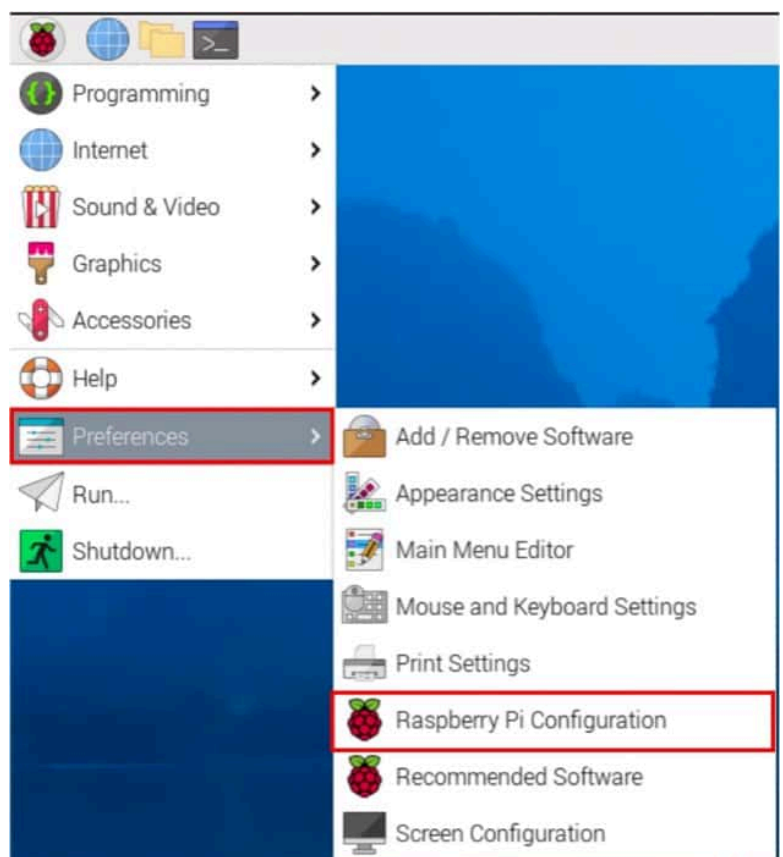 Programming
Internet
Sound & Video
Graphics
Accessories
Help
Preferences
Run...
Shutdown...
Add / Remove Software
Appearance Settings
Main Menu Editor
Mouse and Keyboard Settings
Print Settings
Raspberry Pi Configuration
Recommended Software
Screen Configuration